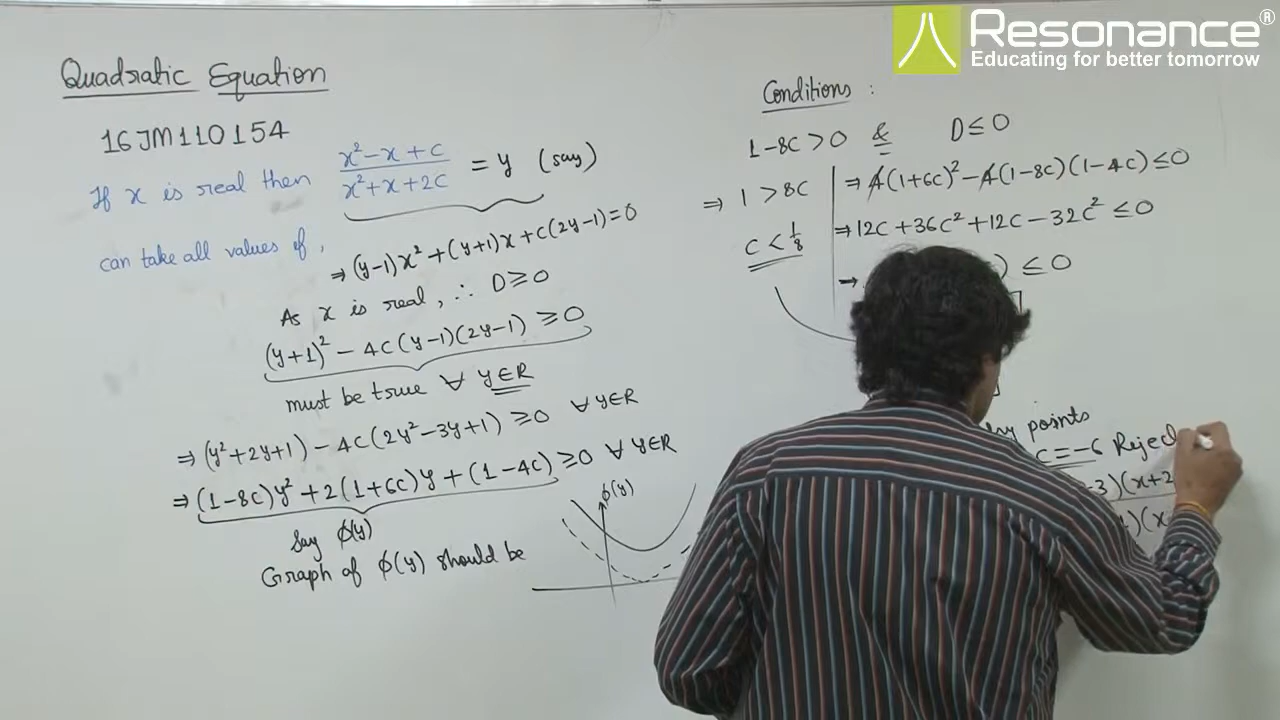 Resonance®
Educating for better tomorrow
Quadratic Equation
16JM110154
If x is real then (x²-x+c)/(x²+x+2c) = y (say)
can take all values if,
⇒ (y-1)x² + (y+1)x + c(2y-1) = 0
As x is real, ∴ D ≥ 0
(y+1)² - 4c(y-1)(2y-1) ≥ 0
must be true ∀ y∈R
⇒ (y²+2y+1) - 4c(2y²-3y+1) ≥ 0 ∀ y∈R
⇒ (1-8c)y² + 2(1+6c)y + (1-4c) ≥ 0 ∀ y∈R
Say ϕ(y)
Graph of ϕ(y) should be
ϕ(y)
Conditions :
1-8c > 0 & D ≤ 0
⇒ 1 > 8c
c < 1/8
⇒ 4(1+6c)² - 4(1-8c)(1-4c) ≤ 0
⇒ 12c + 36c² + 12c - 32c² ≤ 0
⇒ ) ≤ 0
points
c = -6 Rejec
-3)(x+2
)(x